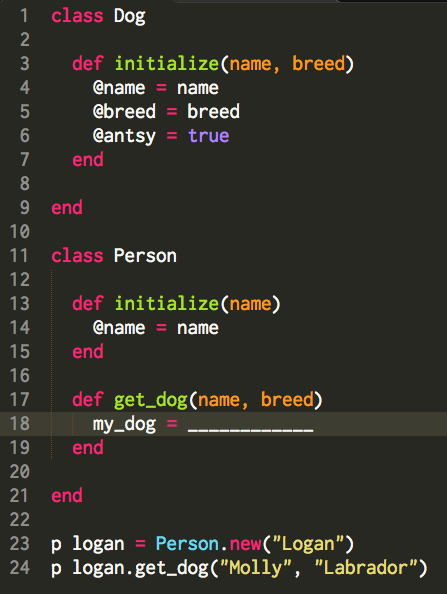 1 class Dog
2
3   def initialize(name, breed)
4     @name = name
5     @breed = breed
6     @antsy = true
7   end
8
9 end
10
11 class Person
12
13   def initialize(name)
14     @name = name
15   end
16
17   def get_dog(name, breed)
18     my_dog = ____________
19   end
20
21 end
22
23 p logan = Person.new("Logan")
24 p logan.get_dog("Molly", "Labrador")